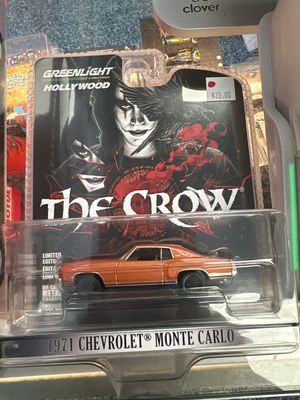 clover
GREENLIGHT
HOLLYWOOD
$20.00
THE CROW
LIMITED
EDITION
1971 CHEVROLET® MONTE CARLO